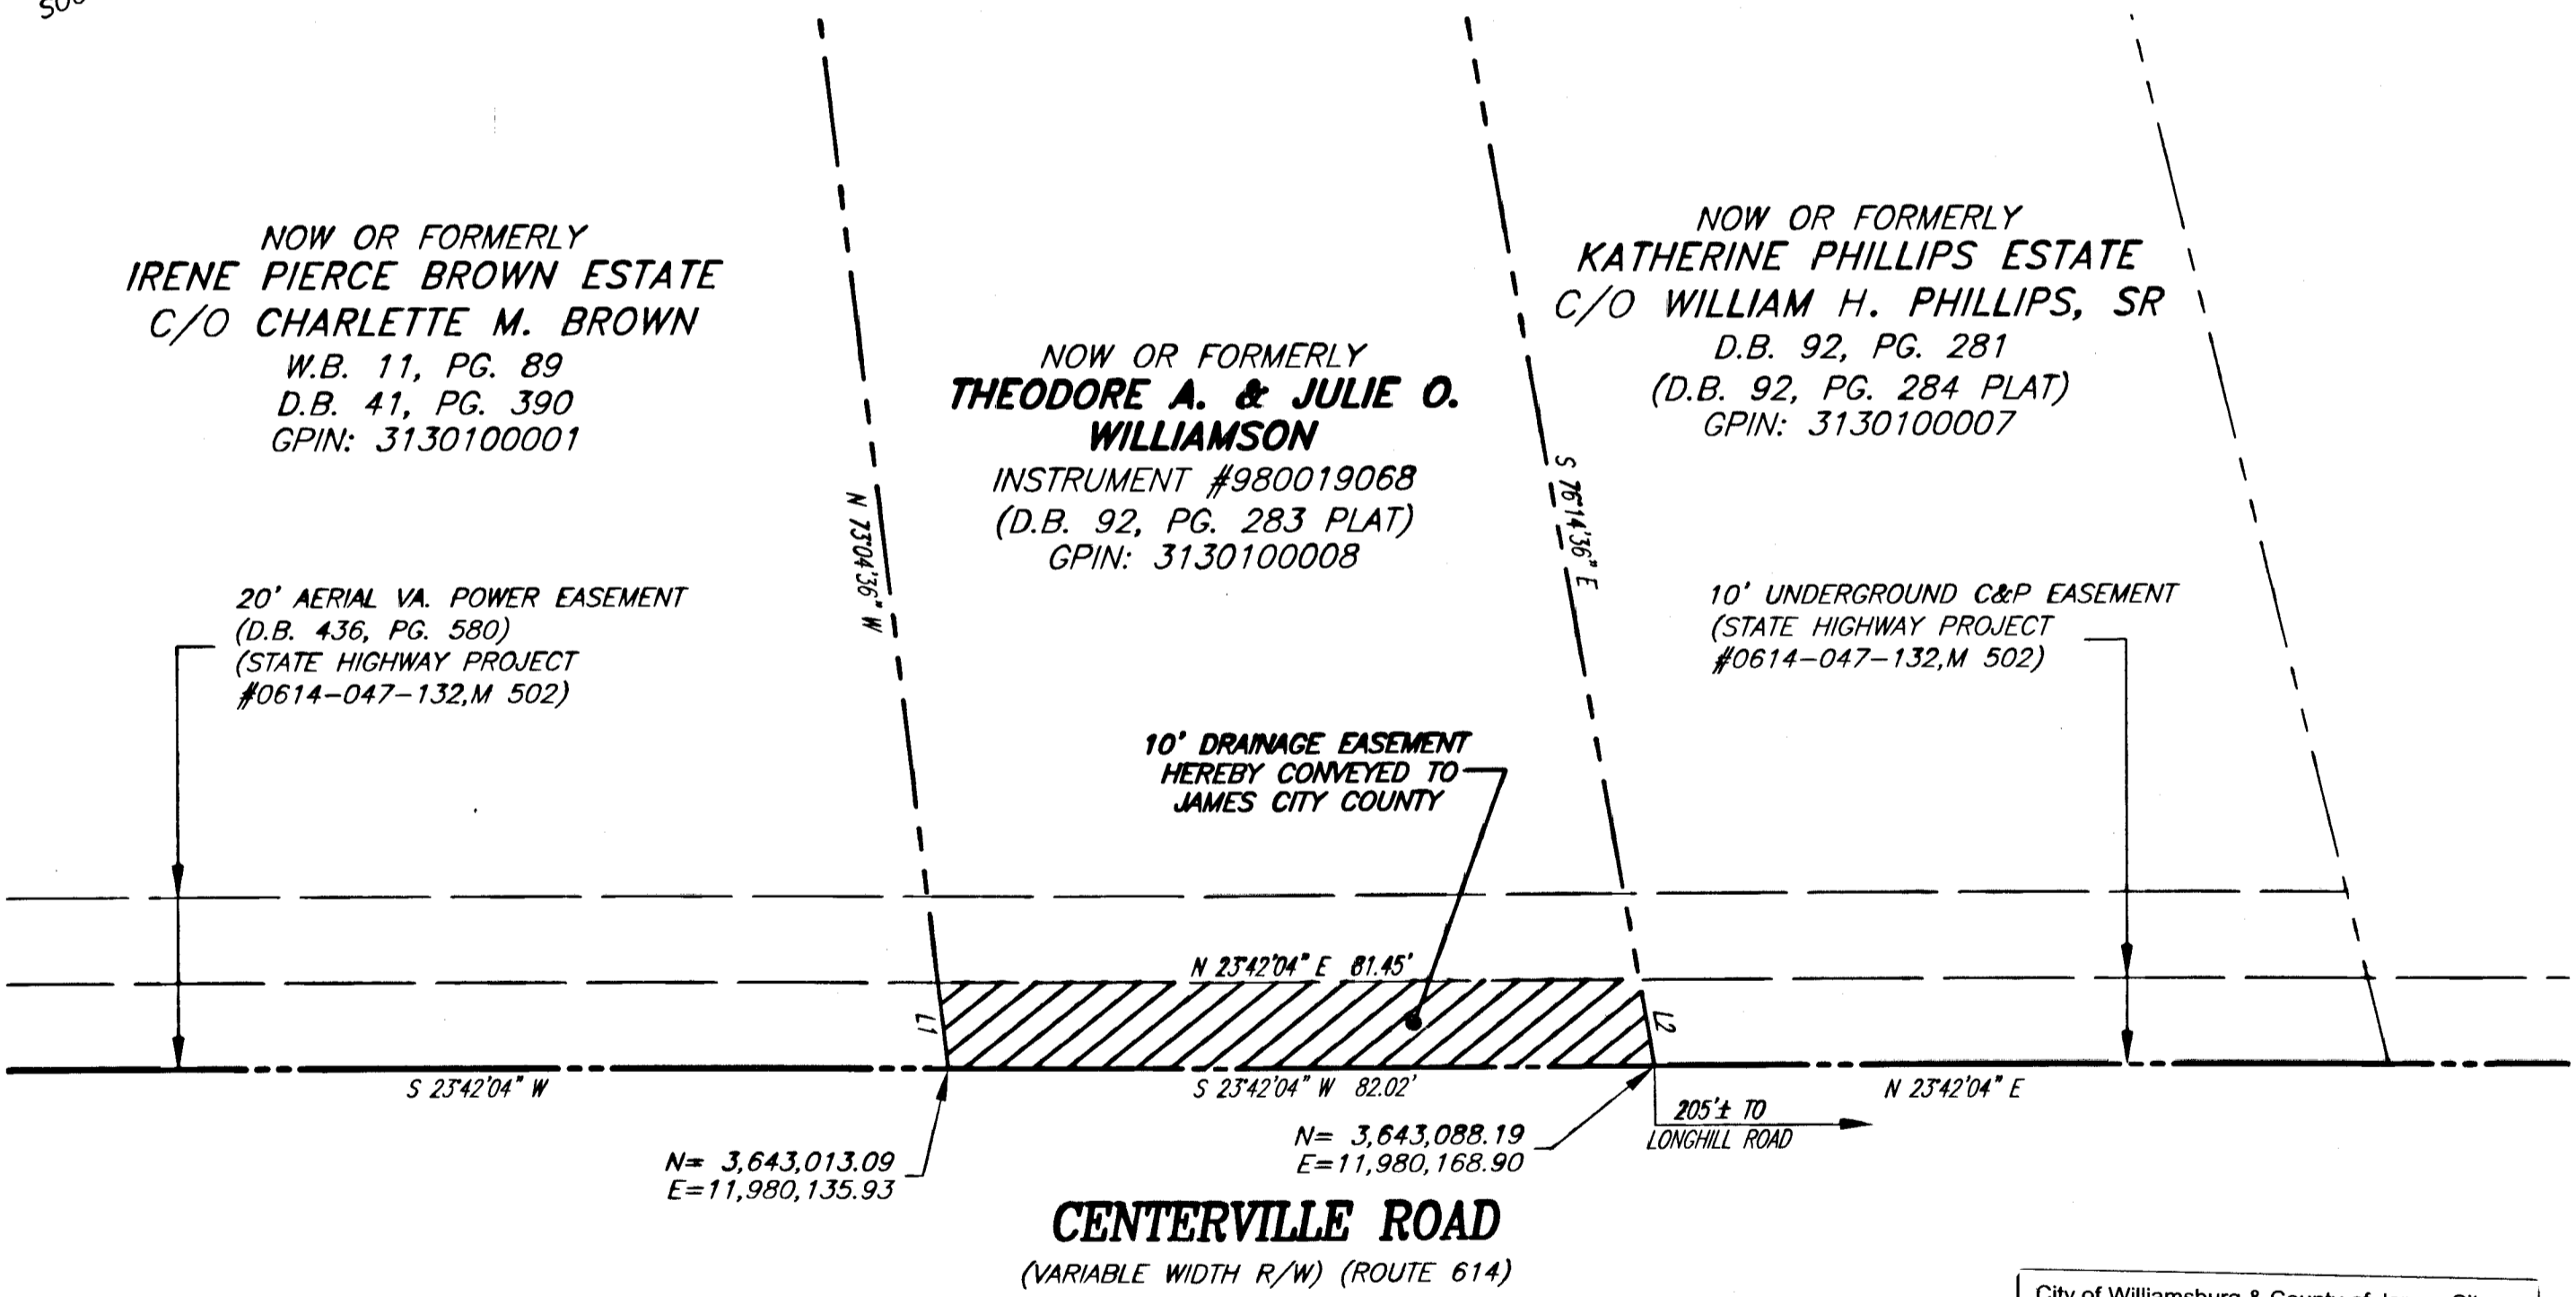 NOW OR FORMERLY
IRENE PIERCE BROWN ESTATE
C/O CHARLETTE M. BROWN
W.B. 11, PG. 89
D.B. 41, PG. 390
GPIN: 3130100001
NOW OR FORMERLY
THEODORE A. & JULIE O.
WILLIAMSON
INSTRUMENT #980019068
(D.B. 92, PG. 283 PLAT)
GPIN: 3130100008
NOW OR FORMERLY
KATHERINE PHILLIPS ESTATE
C/O WILLIAM H. PHILLIPS, SR
D.B. 92, PG. 281
(D.B. 92, PG. 284 PLAT)
GPIN: 3130100007
N 73°04'36" W
S 76°14'36" E
20' AERIAL VA. POWER EASEMENT
(D.B. 436, PG. 580)
(STATE HIGHWAY PROJECT
#0614-047-132,M 502)
10' UNDERGROUND C&P EASEMENT
(STATE HIGHWAY PROJECT
#0614-047-132,M 502)
10' DRAINAGE EASEMENT
HEREBY CONVEYED TO
JAMES CITY COUNTY
N 23°42'04" E 81.45'
L1
L2
S 23°42'04" W
S 23°42'04" W 82.02'
N 23°42'04" E
205'± TO
LONGHILL ROAD
N= 3,643,013.09
E=11,980,135.93
N= 3,643,088.19
E=11,980,168.90
CENTERVILLE ROAD
(VARIABLE WIDTH R/W) (ROUTE 614)
City of Williamsburg & County of